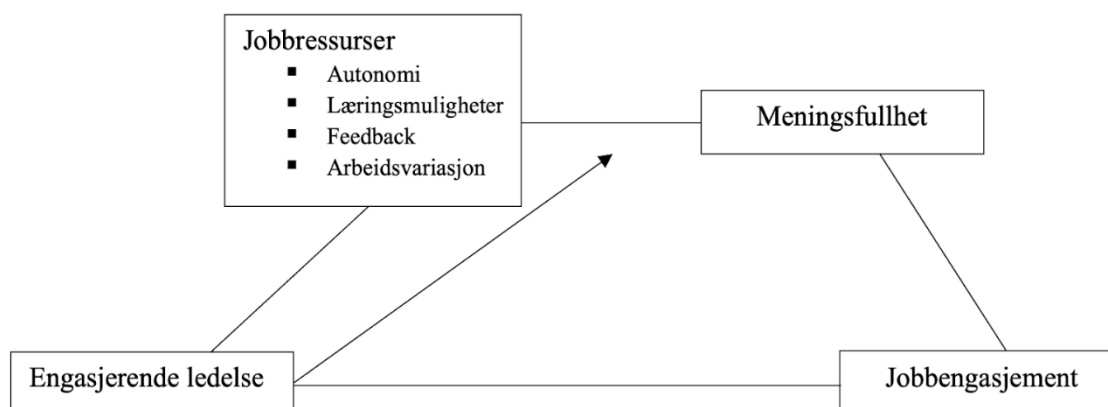 Jobbressurser
▪ Autonomi
▪ Læringsmuligheter
▪ Feedback
▪ Arbeidsvariasjon
Meningsfullhet
Engasjerende ledelse
Jobbengasjement